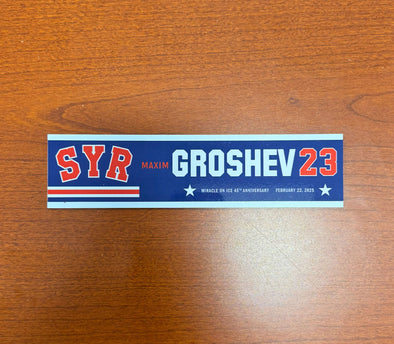 SYR MAXIM GROSHEV 23
MIRACLE ON ICE 45TH ANNIVERSARY FEBRUARY 22, 2025